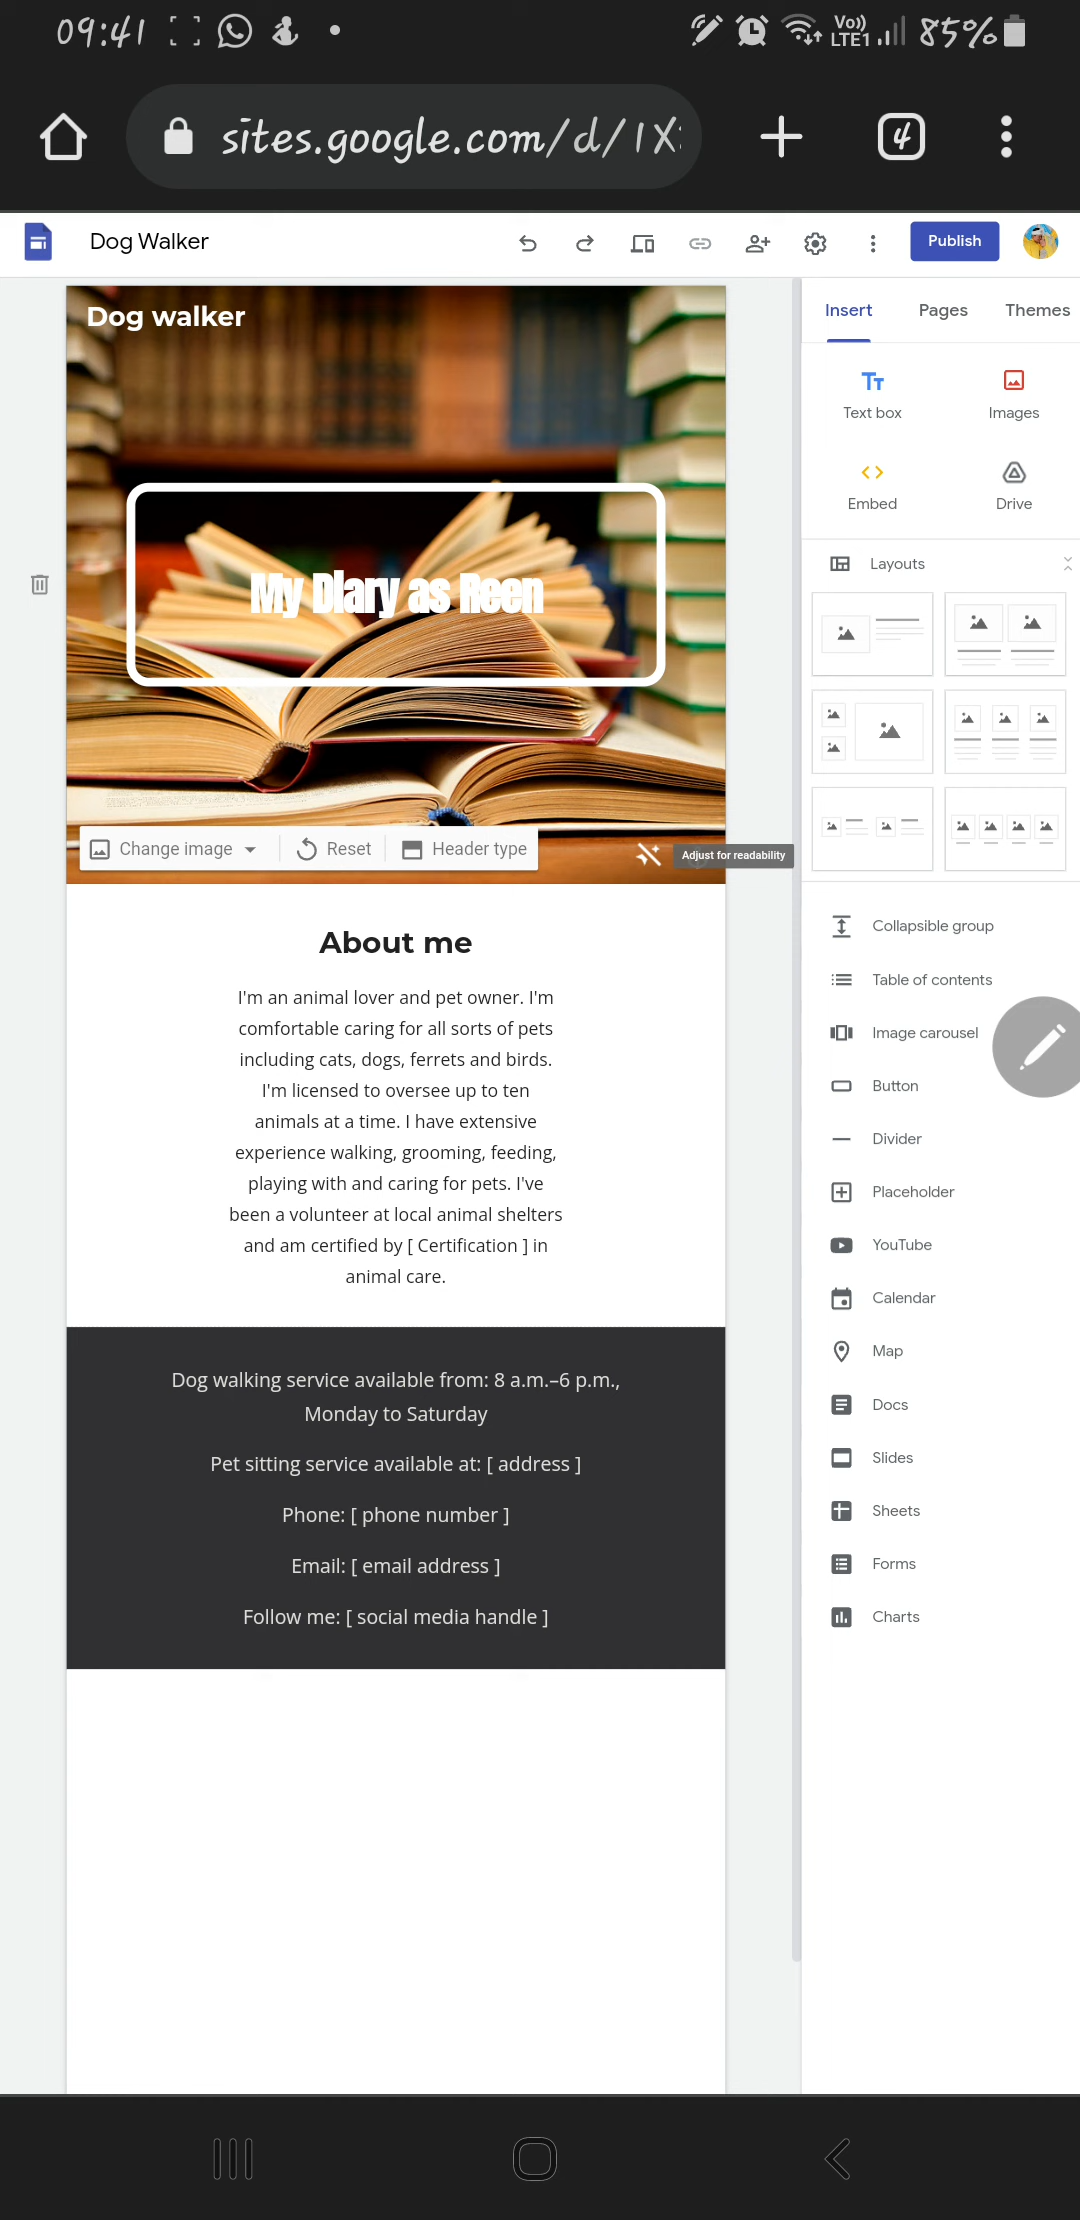 09:41
Vo))
LTE1
85%
sites.google.com/d/1X
4
Dog Walker
Publish
Dog walker
My Diary as Reen
Change image
Reset
Header type
Adjust for readability
About me
I'm an animal lover and pet owner. I'm
comfortable caring for all sorts of pets
including cats, dogs, ferrets and birds.
I'm licensed to oversee up to ten
animals at a time. I have extensive
experience walking, grooming, feeding,
playing with and caring for pets. I've
been a volunteer at local animal shelters
and am certified by [ Certification ] in
animal care.
Dog walking service available from: 8 a.m.–6 p.m.,
Monday to Saturday
Pet sitting service available at: [ address ]
Phone: [ phone number ]
Email: [ email address ]
Follow me: [ social media handle ]
Insert
Pages
Themes
Tт
Text box
Images
Embed
Drive
Layouts
Collapsible group
Table of contents
Image carousel
Button
Divider
Placeholder
YouTube
Calendar
Map
Docs
Slides
Sheets
Forms
Charts